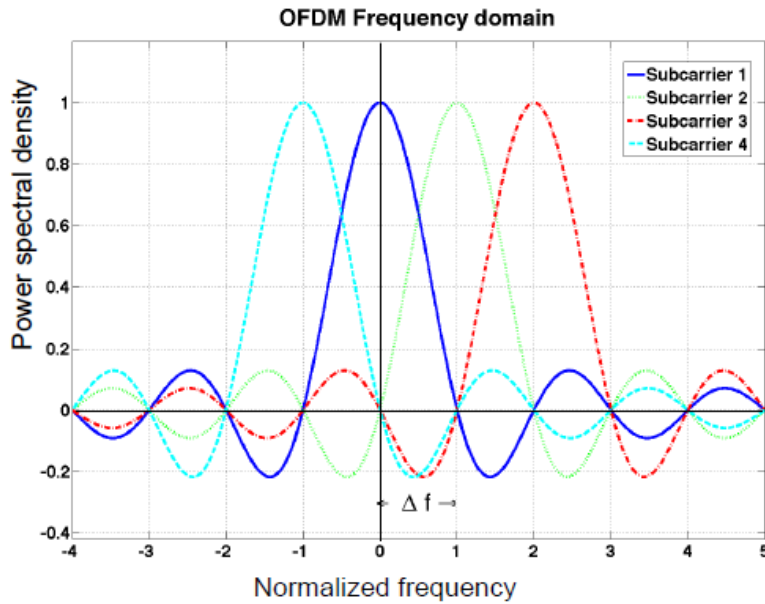 OFDM Frequency domain
Power spectral density
1
0.8
0.6
0.4
0.2
0
-0.2
-0.4
Subcarrier 1
Subcarrier 2
Subcarrier 3
Subcarrier 4
Δ f
-4 -3 -2 -1 0 1 2 3 4 5
Normalized frequency